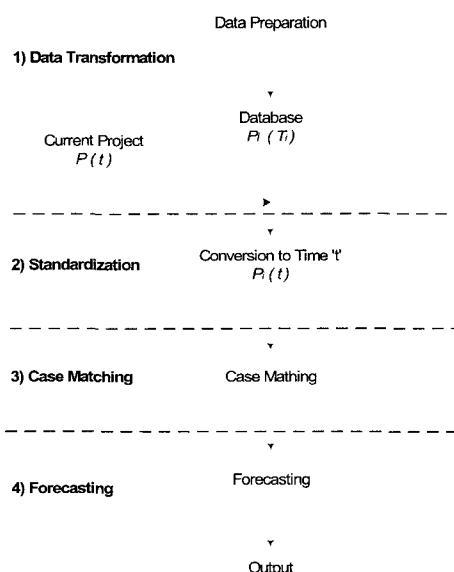 Data Preparation
1) Data Transformation
Database
Pi ( Ti )
Current Project
P ( t )
2) Standardization
Conversion to Time 't'
Pi ( t )
3) Case Matching
Case Mathing
4) Forecasting
Forecasting
Output